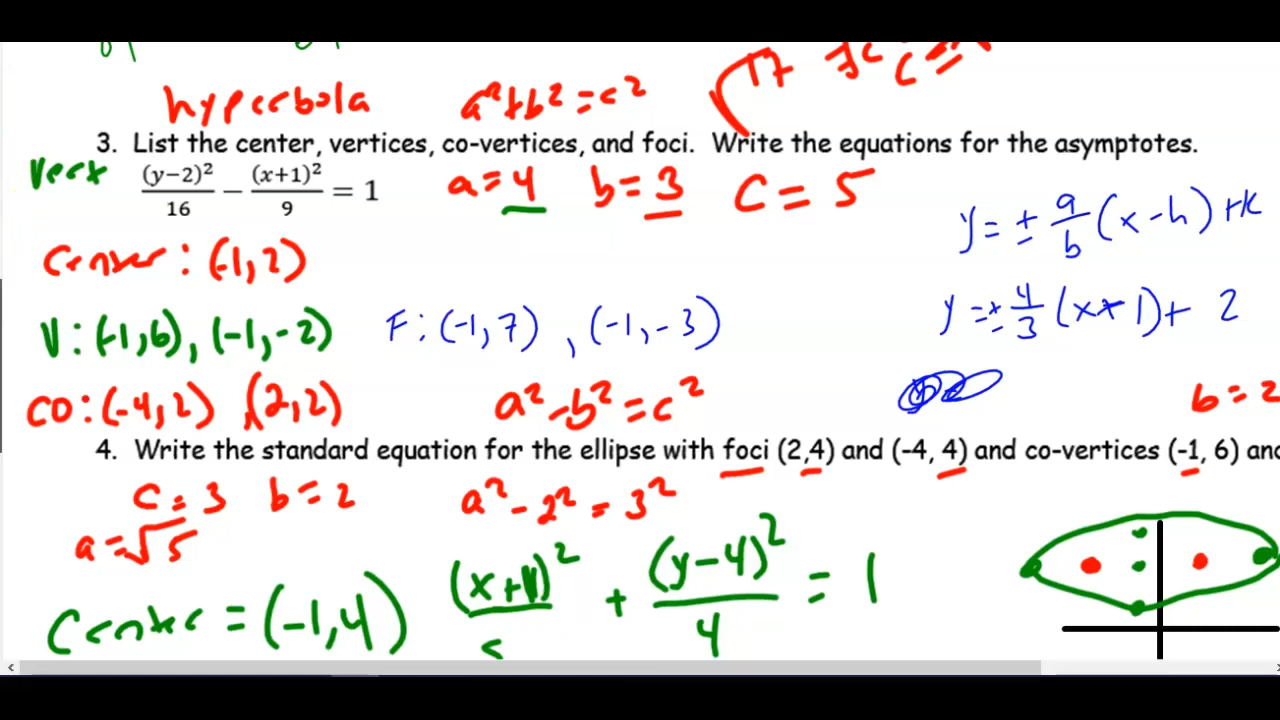 hyperbola a²+b²=c²
3. List the center, vertices, co-vertices, and foci. Write the equations for the asymptotes.
Vert (y−2)²/16 − (x+1)²/9 = 1 a = 4 b = 3 C = 5
y = ± a/b (x − h) + k
Center : (-1, 2)
y = ± 4/3 (x + 1) + 2
V : (-1, 6), (-1, -2) F : (-1, 7) , (-1, -3)
CO : (-4, 2) , (2, 2) a² - b² = c² b = 2
4. Write the standard equation for the ellipse with foci (2,4) and (-4, 4) and co-vertices (-1, 6) and
C = 3 b = 2 a² - 2² = 3²
a = √5
Center = (-1, 4) (x+1)² + (y-4)²/4 = 1